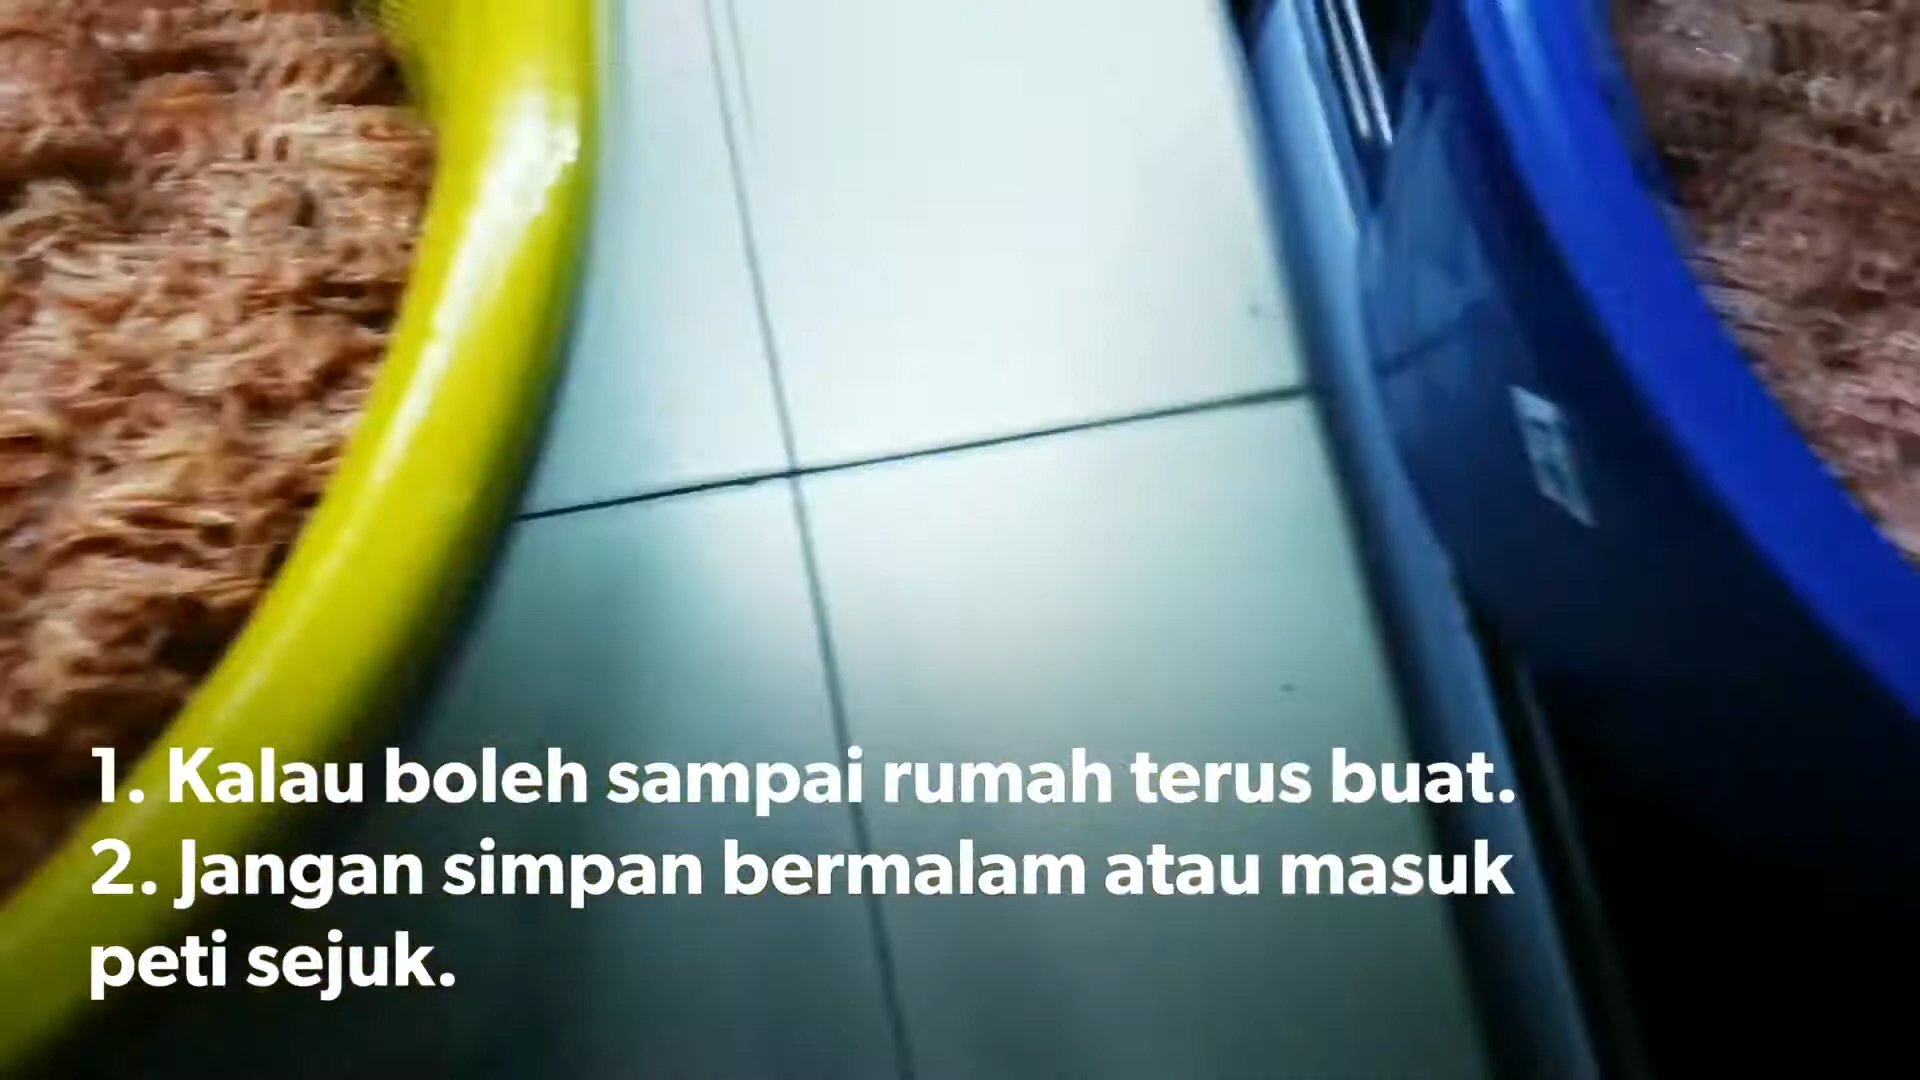 1. Kalau boleh sampai rumah terus buat.
2. Jangan simpan bermalam atau masuk
peti sejuk.